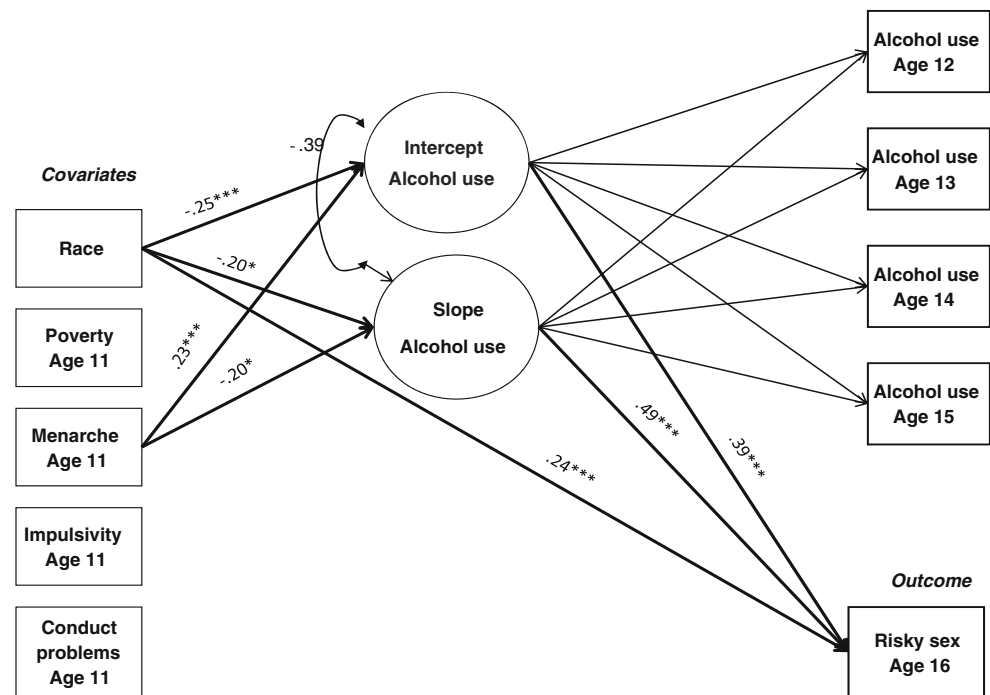 Covariates
Race
Poverty
Age 11
Menarche
Age 11
Impulsivity
Age 11
Conduct
problems
Age 11
-.39
-.25***
-.20*
.23***
-.20*
Intercept
Alcohol use
Slope
Alcohol use
.24***
.49***
.39***
Alcohol use
Age 12
Alcohol use
Age 13
Alcohol use
Age 14
Alcohol use
Age 15
Outcome
Risky sex
Age 16